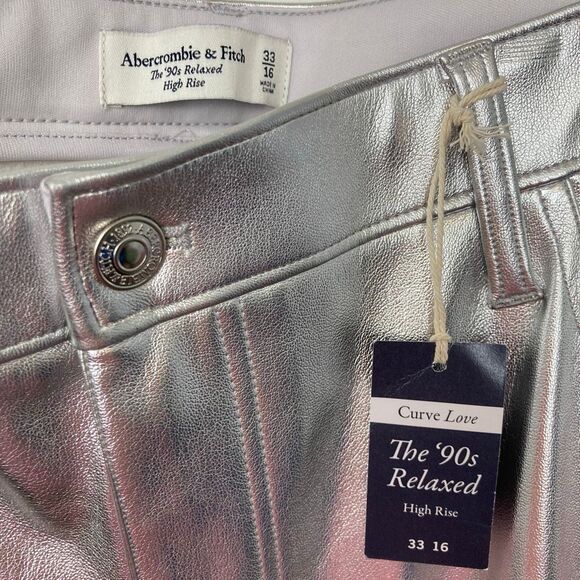 Abercrombie & Fitch
The '90s Relaxed
High Rise
33
16
MADE IN
CHINA
Curve Love
The '90s
Relaxed
High Rise
33 16